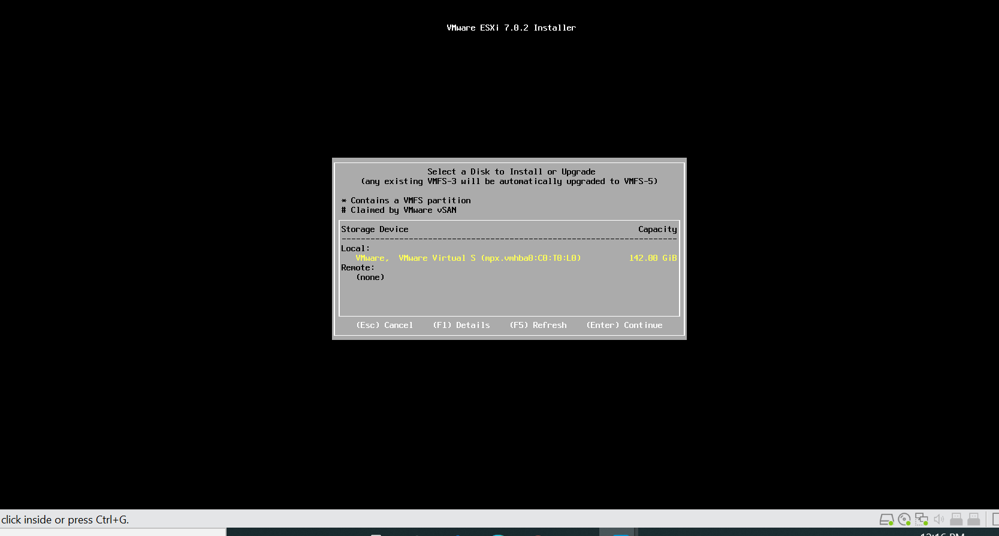 VMware ESXi 7.0.2 Installer
Select a Disk to Install or Upgrade
(any existing VMFS-3 will be automatically upgraded to VMFS-5)
* Contains a VMFS partition
# Claimed by VMware vSAN
Storage Device Capacity
--------------------------------------------------------------------
Local:
VMware, VMware Virtual S (mpx.vmhba0:C0:T0:L0) 142.00 GiB
Remote:
(none)
(Esc) Cancel (F1) Details (F5) Refresh (Enter) Continue
click inside or press Ctrl+G.